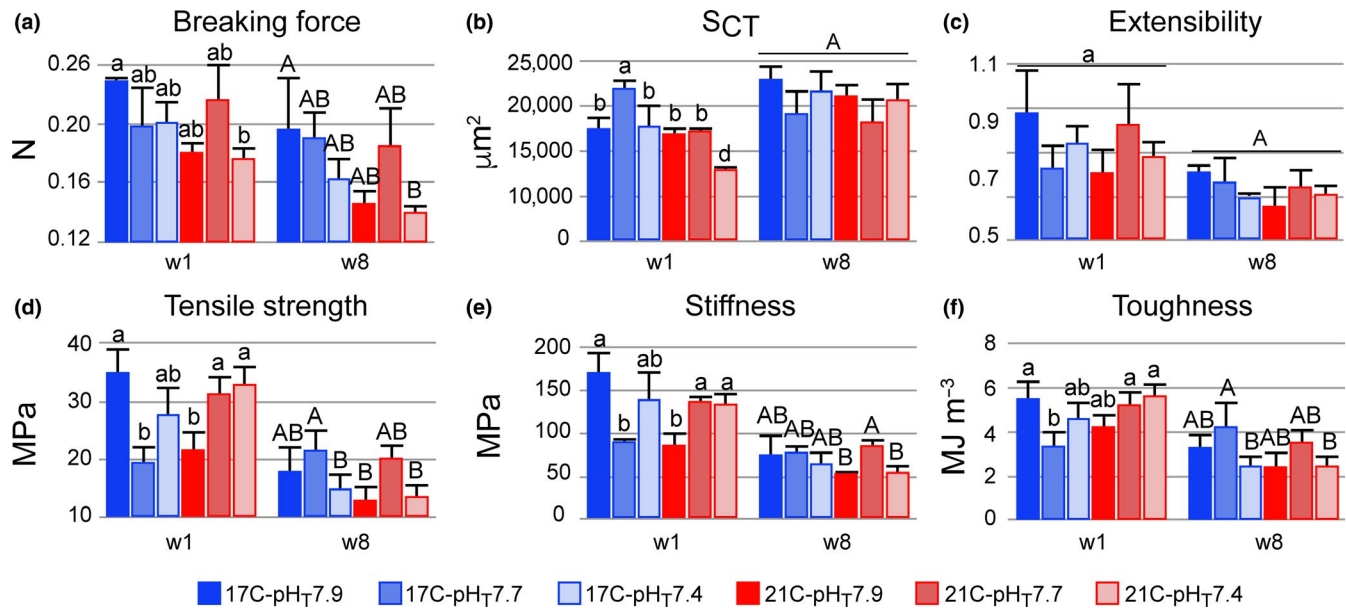 (a) Breaking force
N
0.26
0.20
0.16
0.12
a ab ab ab ab b
A AB AB AB AB B
w1 w8
(b) SCT
μm²
25,000
20,000
15,000
10,000
0
b a b b b d
A
w1 w8
(c) Extensibility
1.1
0.9
0.7
0.5
a
A
w1 w8
(d) Tensile strength
MPa
40
30
20
10
a b ab b a a
AB A B B AB B
w1 w8
(e) Stiffness
MPa
200
150
100
50
0
a b ab b a a
AB AB AB B A B
w1 w8
(f) Toughness
MJ m⁻³
8
6
4
2
0
a b ab ab a a
AB A B AB AB B
w1 w8
17C-pHT7.9 17C-pHT7.7 17C-pHT7.4 21C-pHT7.9 21C-pHT7.7 21C-pHT7.4